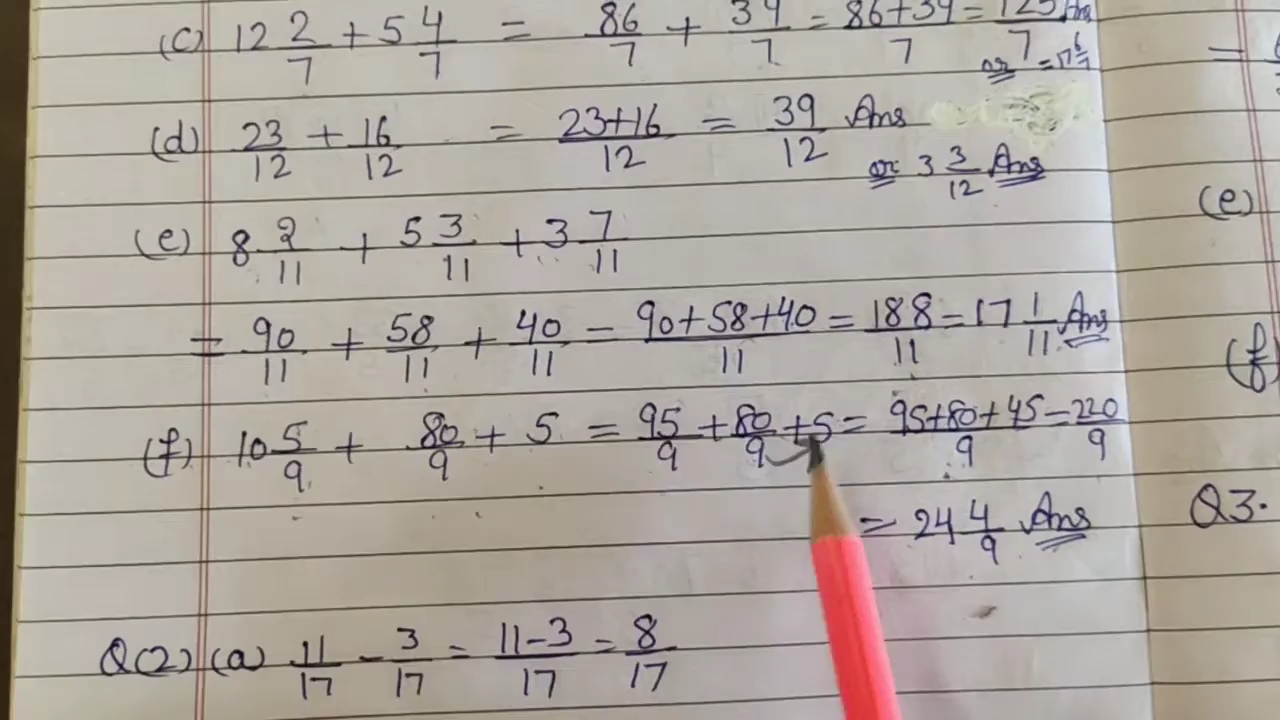 (c) 12 2/7 + 5 4/7 = 86/7 + 39/7 = 86+39/7 = 125/7 Ans
or = 17 6/7
(d) 23/12 + 16/12 = 23+16/12 = 39/12 Ans
or 3 3/12 Ans
(e) 8 2/11 + 5 3/11 + 3 7/11
= 90/11 + 58/11 + 40/11 = 90+58+40/11 = 188/11 = 17 1/11 Ans
(f) 10 5/9 + 80/9 + 5 = 95/9 + 80/9 + 5 = 95+80+45/9 = 220/9
= 24 4/9 Ans
Q(2) (a) 11/17 - 3/17 = 11-3/17 = 8/17
=
(e)
(f)
Q3.